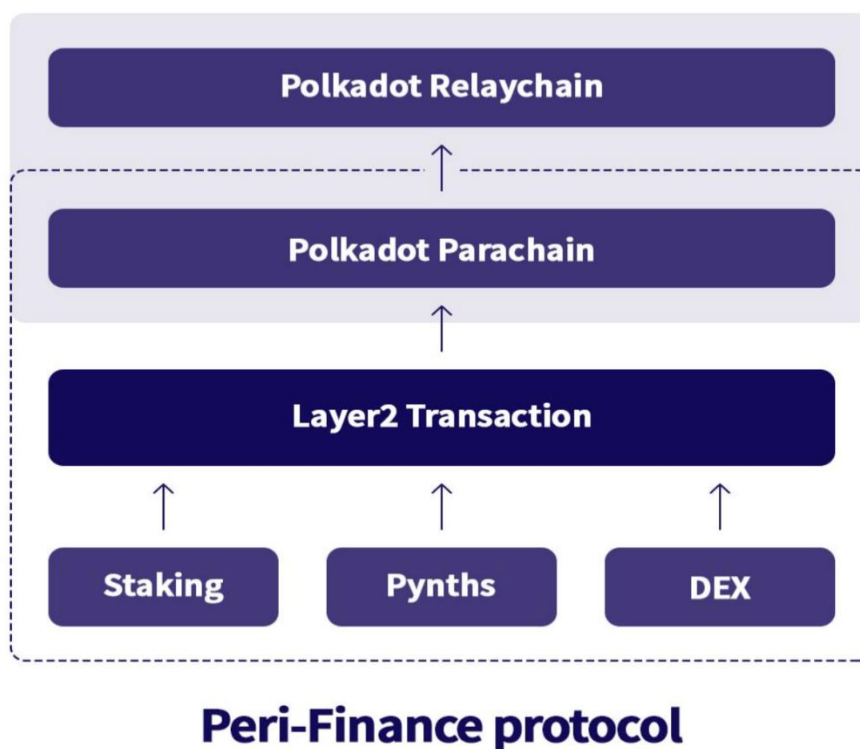 Polkadot Relaychain
Polkadot Parachain
Layer2 Transaction
Staking
Pynths
DEX
Peri-Finance protocol